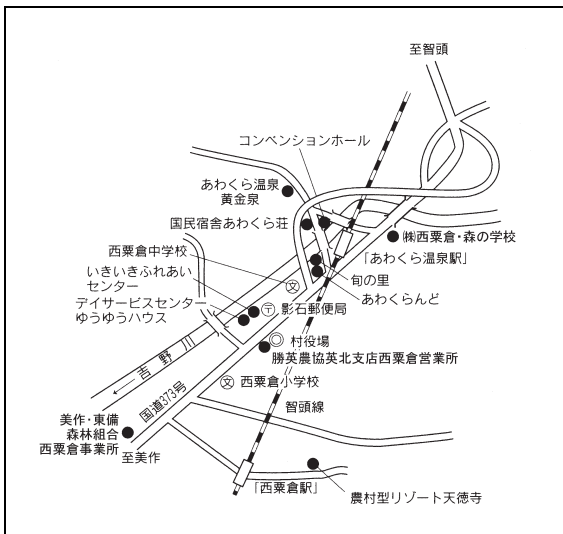 至智頭
コンベンションホール
あわくら温泉
黄金泉
国民宿舎あわくら荘
㈱西粟倉・森の学校
「あわくら温泉駅」
西粟倉中学校
文
旬の里
いきいきふれあい
センター
あわくらんど
デイサービスセンター
ゆうゆうハウス
〒 影石郵便局
村役場
勝英農協英北支店西粟倉営業所
←吉野川
文 西粟倉小学校
国道373号
智頭線
美作・東備
森林組合
西粟倉事業所
至美作
「西粟倉駅」
農村型リゾート天徳寺